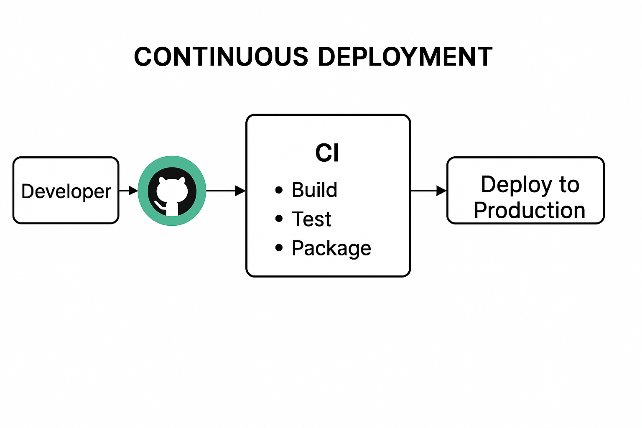 CONTINUOUS DEPLOYMENT
Developer
CI
• Build
• Test
• Package
Deploy to
Production